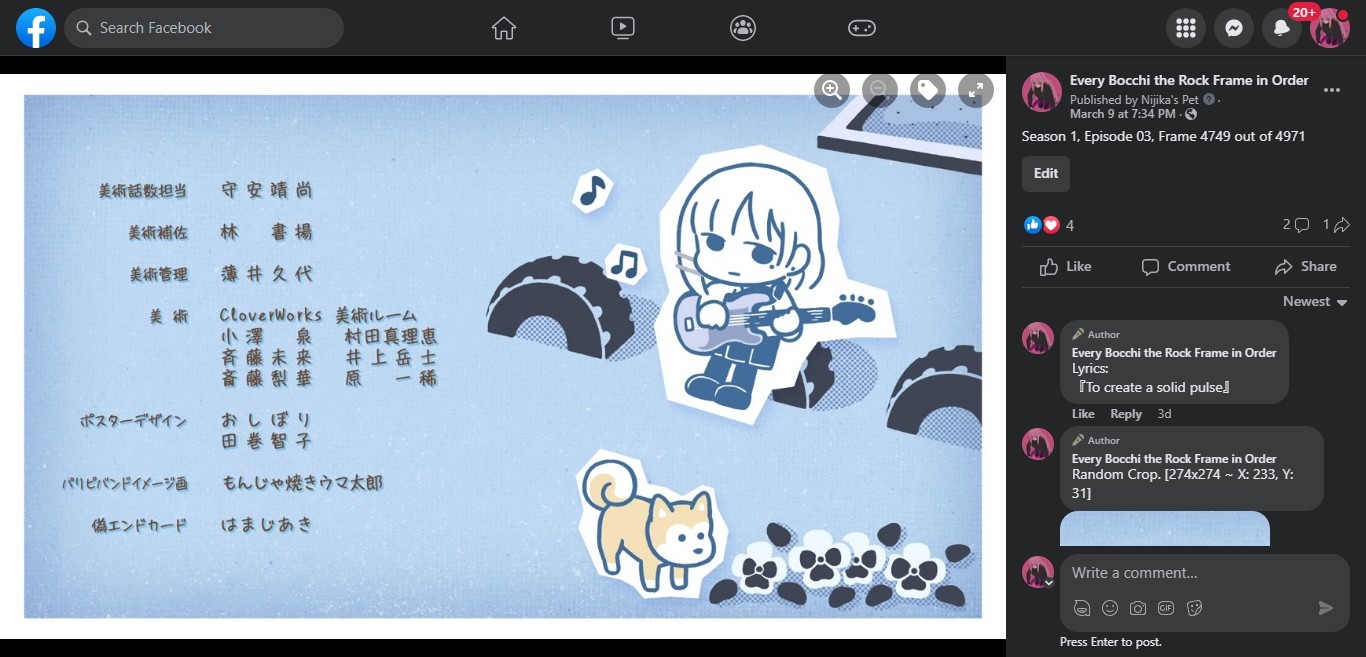 Search Facebook
20+
美術話数担当 守安靖尚
美術補佐 林 書揚
美術管理 薄井久代
美術 CloverWorks 美術ルーム
小澤 泉 村田真理恵
斉藤未来 井上岳士
斎藤梨華 原 一稀
ポスターデザイン おしぼり
田巻智子
パリピバンドイメージ画 もんじゃ焼きウマ太郎
偽エンドカード はまじあき
Every Bocchi the Rock Frame in Order
Published by Nijika's Pet
March 9 at 7:34 PM ·
Season 1, Episode 03, Frame 4749 out of 4971
Edit
4
2
1
Like
Comment
Share
Newest
Author
Every Bocchi the Rock Frame in Order
Lyrics:
『To create a solid pulse』
Like Reply 3d
Author
Every Bocchi the Rock Frame in Order
Random Crop. [274x274 ~ X: 233, Y:
31]
Write a comment...
GIF
Press Enter to post.